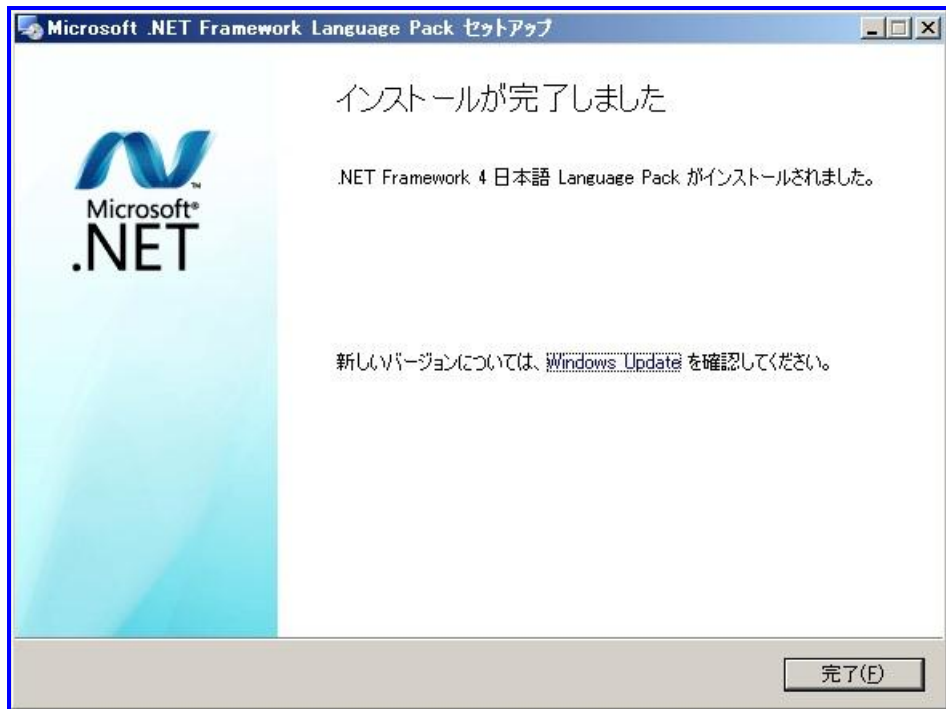 Microsoft .NET Framework Language Pack セットアップ
インストールが完了しました
Microsoft®
.NET™
.NET Framework 4 日本語 Language Pack がインストールされました。
新しいバージョンについては、Windows Update を確認してください。
完了(F)